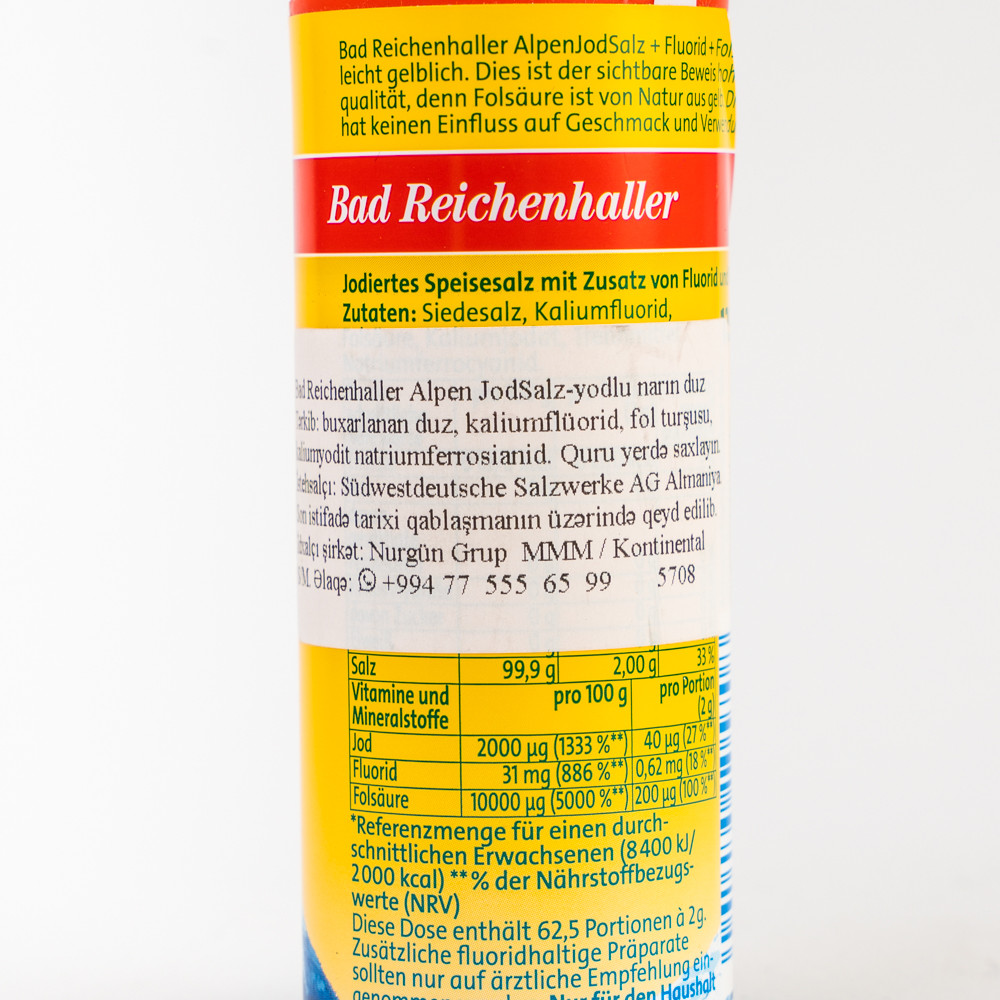 Bad Reichenhaller AlpenJodSalz + Fluorid + Fol
leicht gelblich. Dies ist der sichtbare Beweis
qualität, denn Folsäure ist von Natur aus gelb.
hat keinen Einfluss auf Geschmack und
Bad Reichenhaller
Jodiertes Speisesalz mit Zusatz von Fluorid
Zutaten: Siedesalz, Kaliumfluorid,
Bad Reichenhaller Alpen JodSalz-yodlu narın duz
buxarlanan duz, kaliumflüorid, fol turşusu,
natriumferrosianid. Quru yerdə saxlayın.
Südwestdeutsche Salzwerke AG Almaniya
istifadə tarixi qablaşmanın üzərində qeyd edilib.
şirkət: Nurgün Grup MMM / Kontinental
Əlaqə: +994 77 555 65 99 5708
Salz 99,9 g 2,00 g 33 %
Vitamine und pro 100 g pro Portion
Mineralstoffe (2 g)
Jod 2000 µg (1333 %**) 40 µg (27 %**)
Fluorid 31 mg (886 %**) 0,62 mg (18 %**)
Folsäure 10000 µg (5000 %**) 200 µg (100 %**)
*Referenzmenge für einen durch-
schnittlichen Erwachsenen (8400 kJ/
2000 kcal) **% der Nährstoffbezugs-
werte (NRV)
Diese Dose enthält 62,5 Portionen à 2g.
Zusätzliche fluoridhaltige Präparate
sollten nur auf ärztliche Empfehlung ein-
Nur für den Haushalt